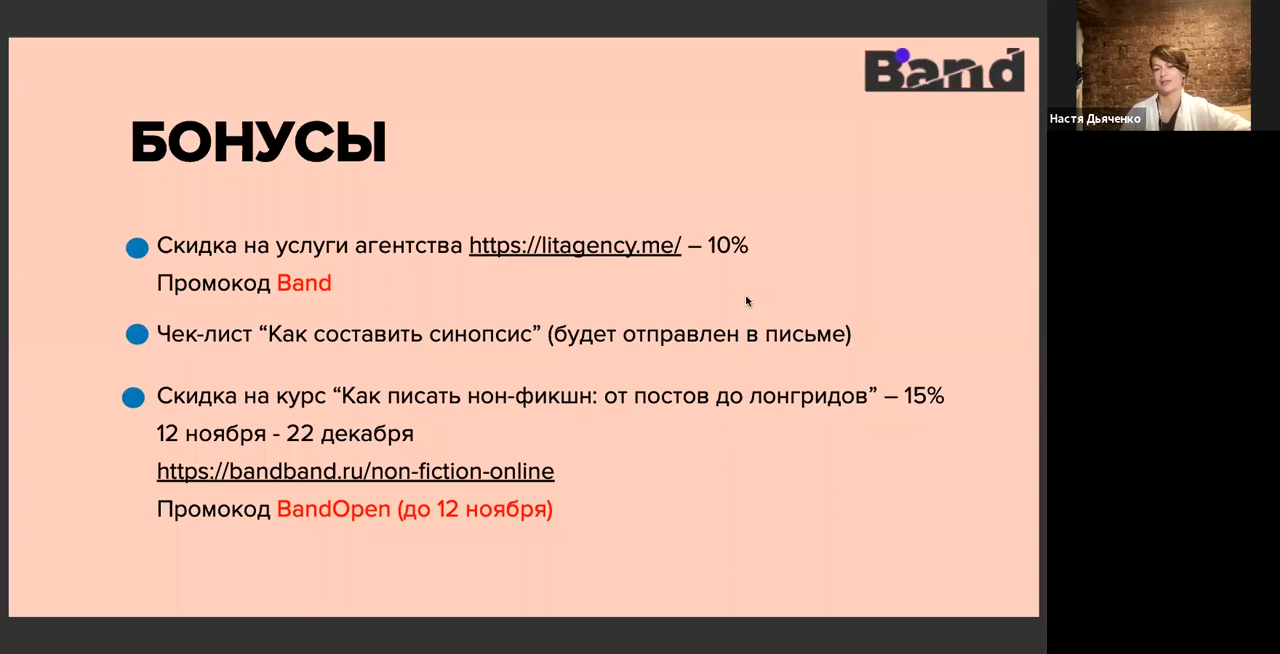 Band
БОНУСЫ
Скидка на услуги агентства https://litagency.me/ – 10%
Промокод Band
Чек-лист “Как составить синопсис” (будет отправлен в письме)
Скидка на курс “Как писать нон-фикшн: от постов до лонгридов” – 15%
12 ноября - 22 декабря
https://bandband.ru/non-fiction-online
Промокод BandOpen (до 12 ноября)
Настя Дьяченко